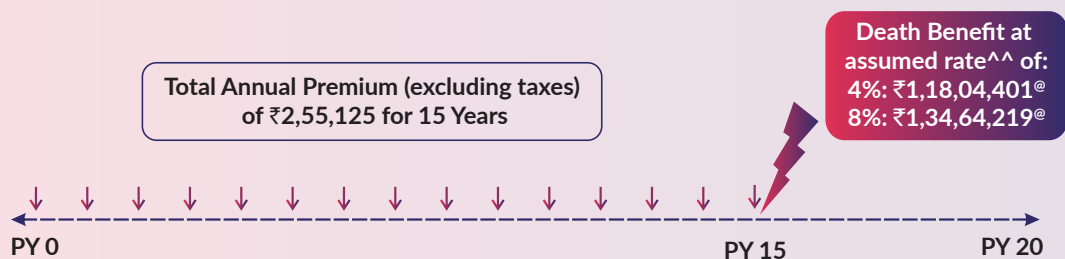 Death Benefit at
assumed rate^^ of:
4%: ₹1,18,04,401@
8%: ₹1,34,64,219@
Total Annual Premium (excluding taxes)
of ₹2,55,125 for 15 Years
PY 0
PY 15
PY 20